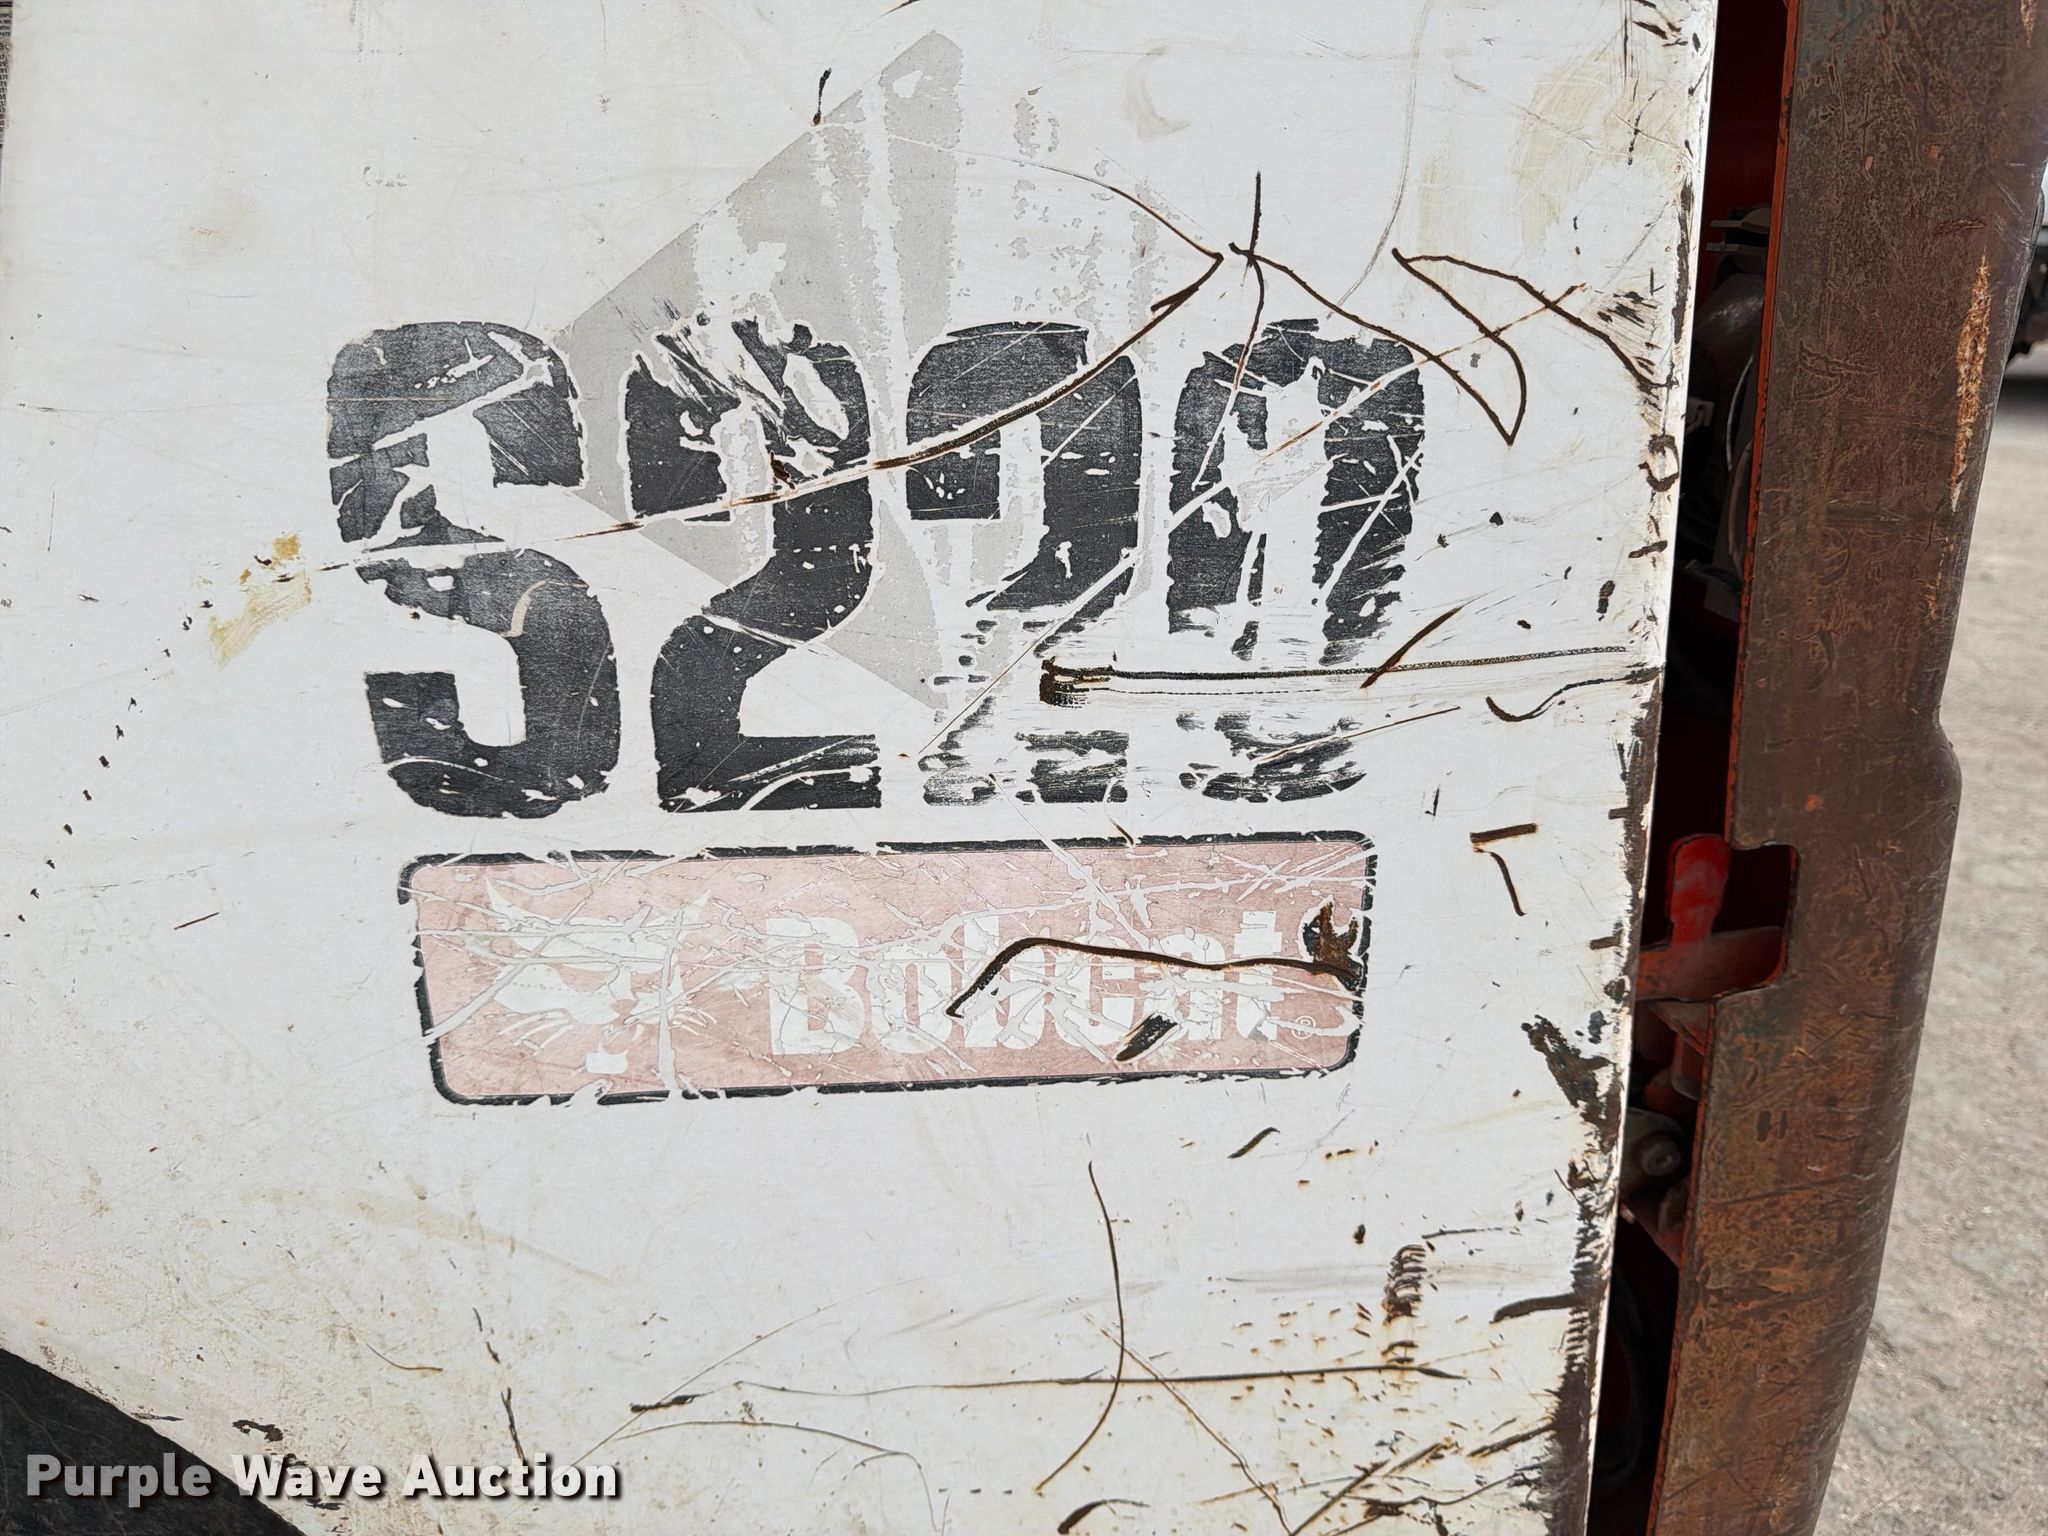 S220
Bobcat®
Purple Wave Auction